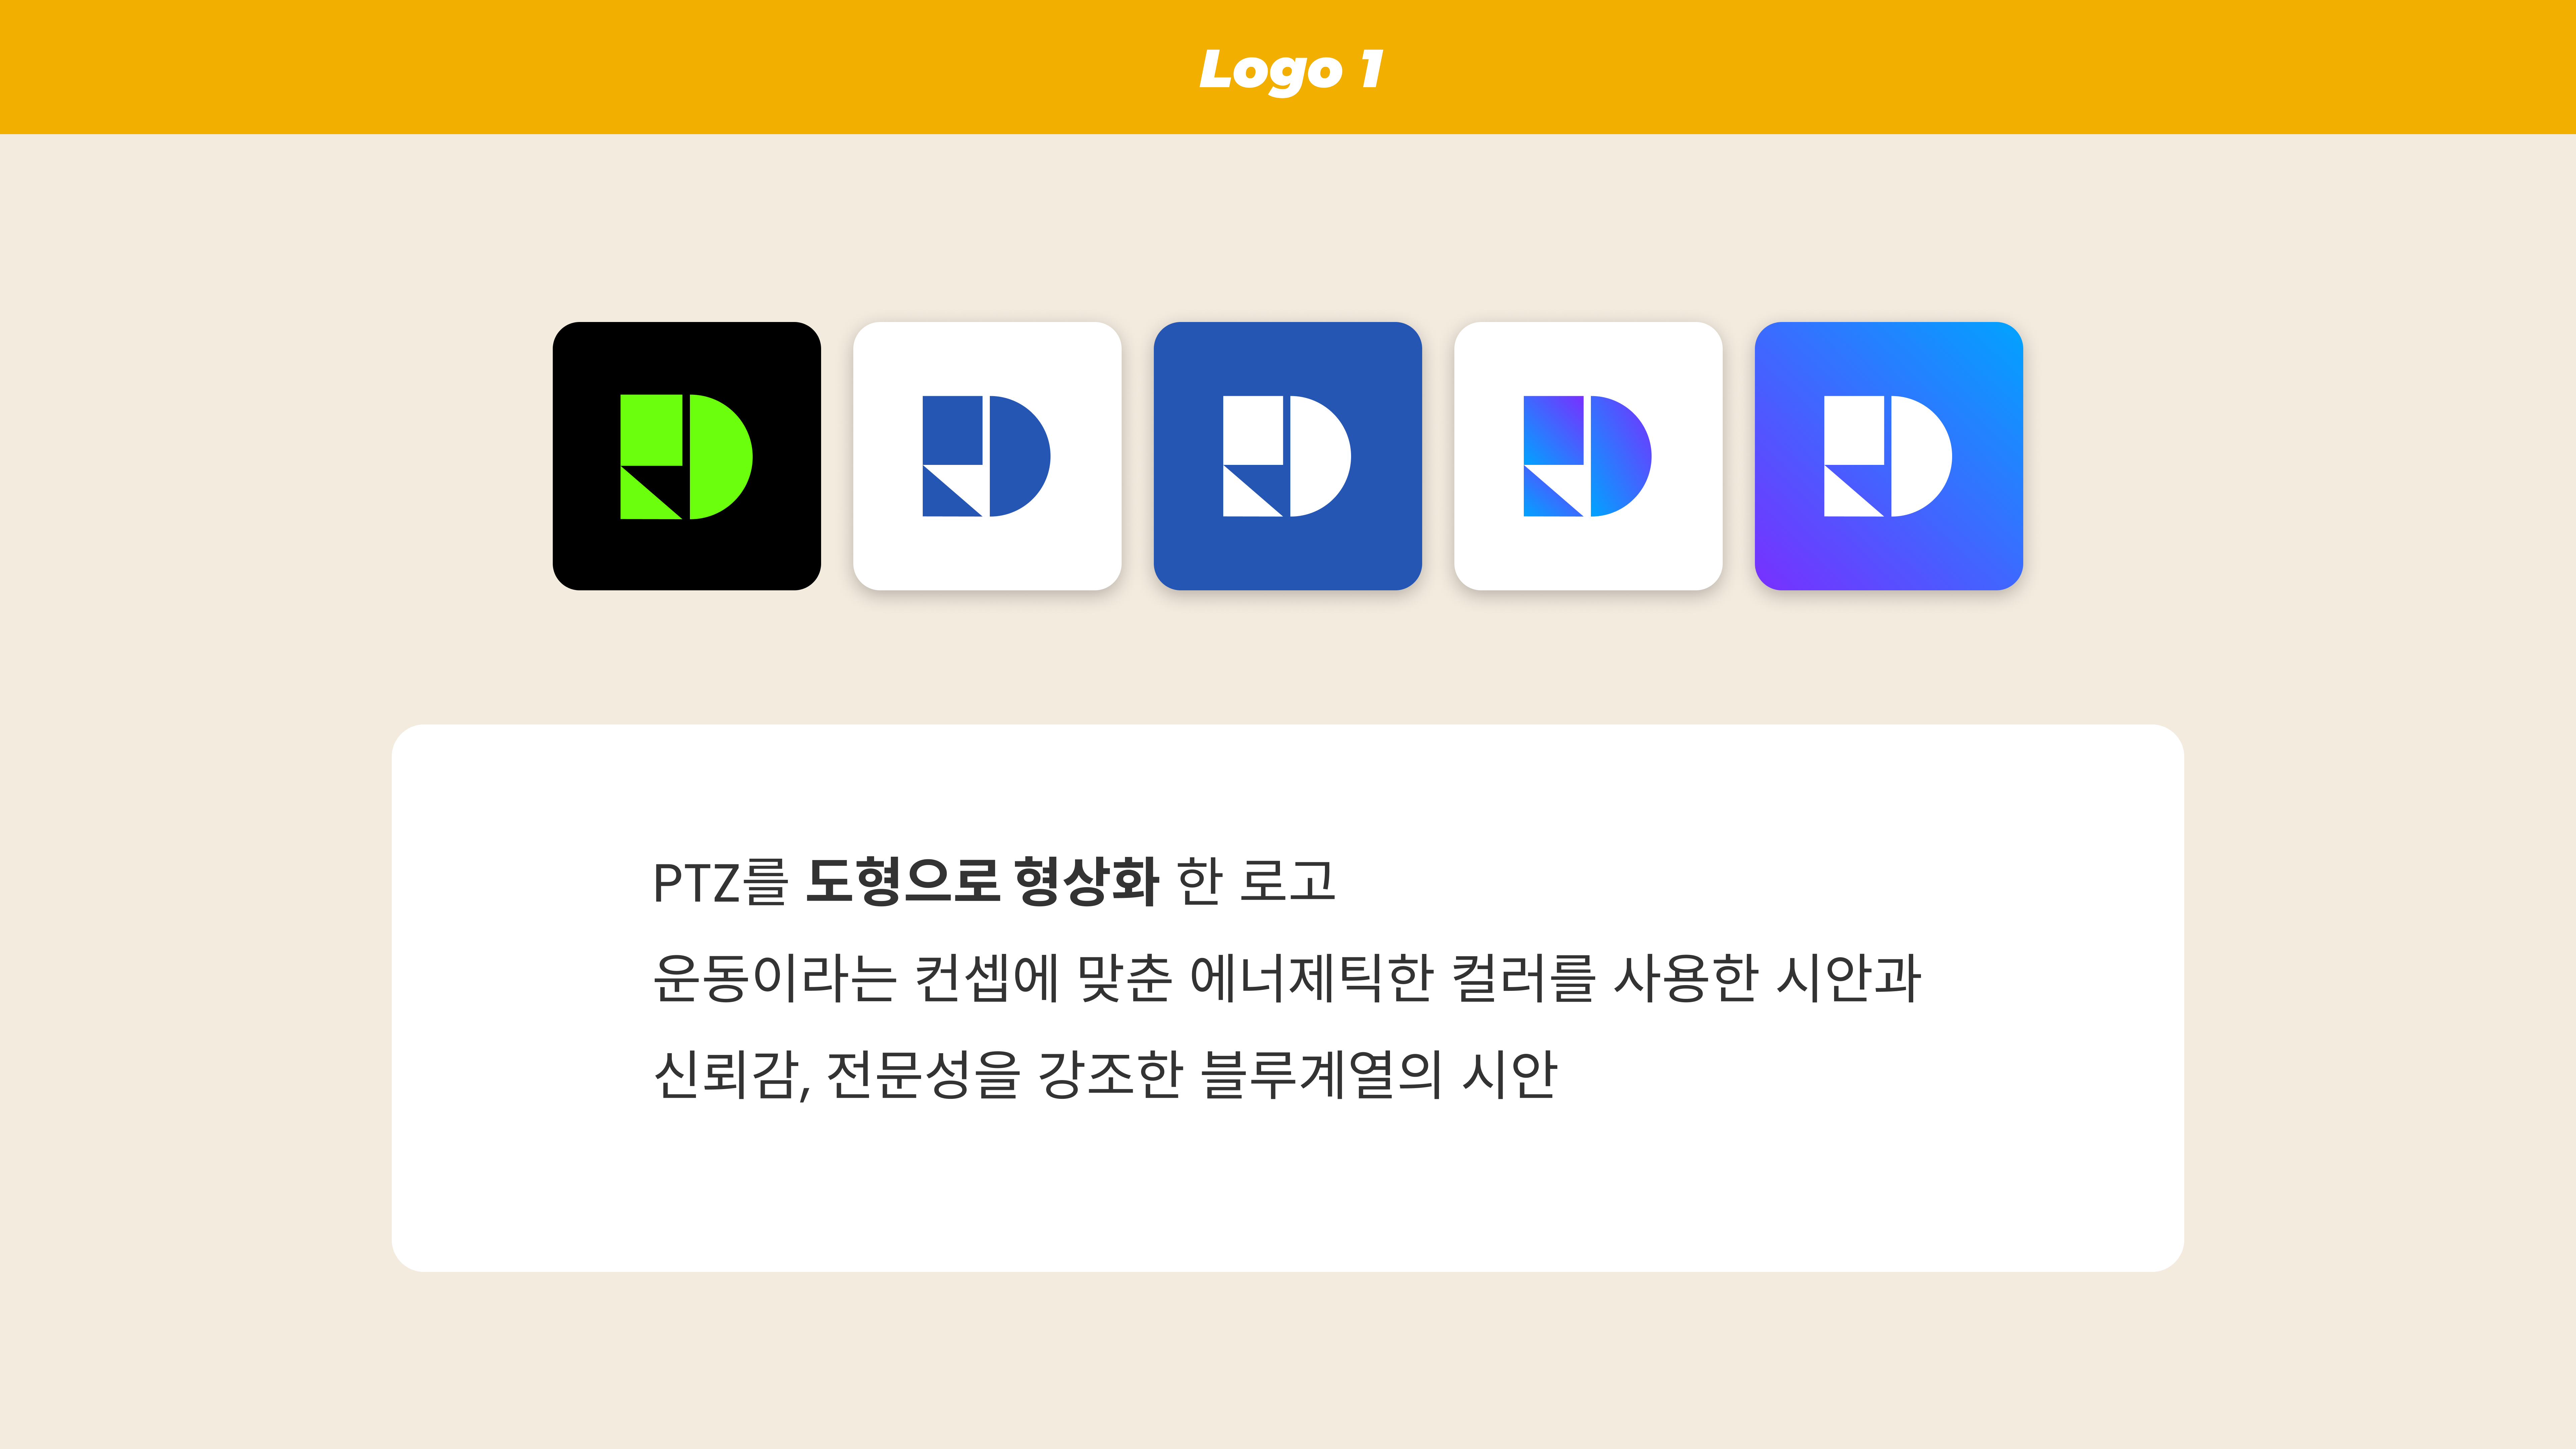 Logo 1
PTZ를 도형으로 형상화 한 로고
운동이라는 컨셉에 맞춘 에너제틱한 컬러를 사용한 시안과
신뢰감, 전문성을 강조한 블루계열의 시안